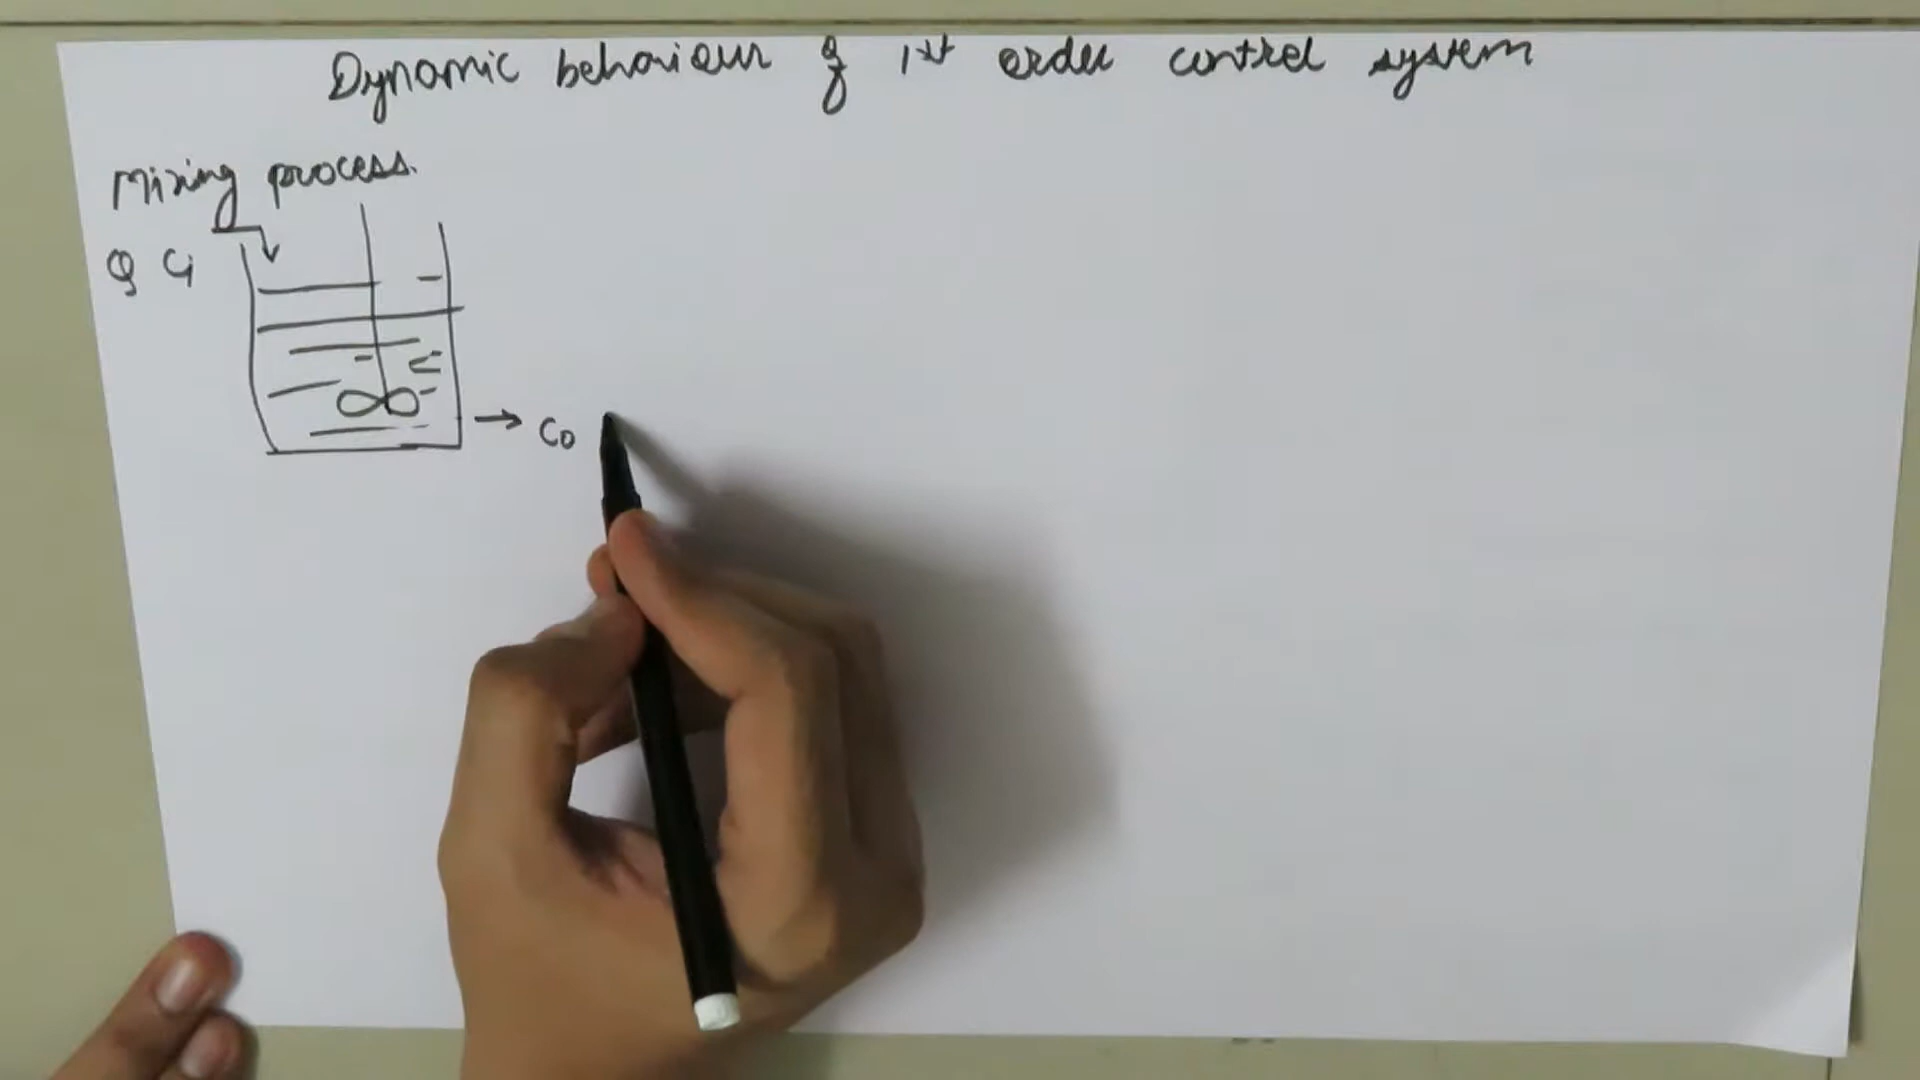 Dynamic behaviour of 1st order control system
Mixing process.
Q Ci
Co